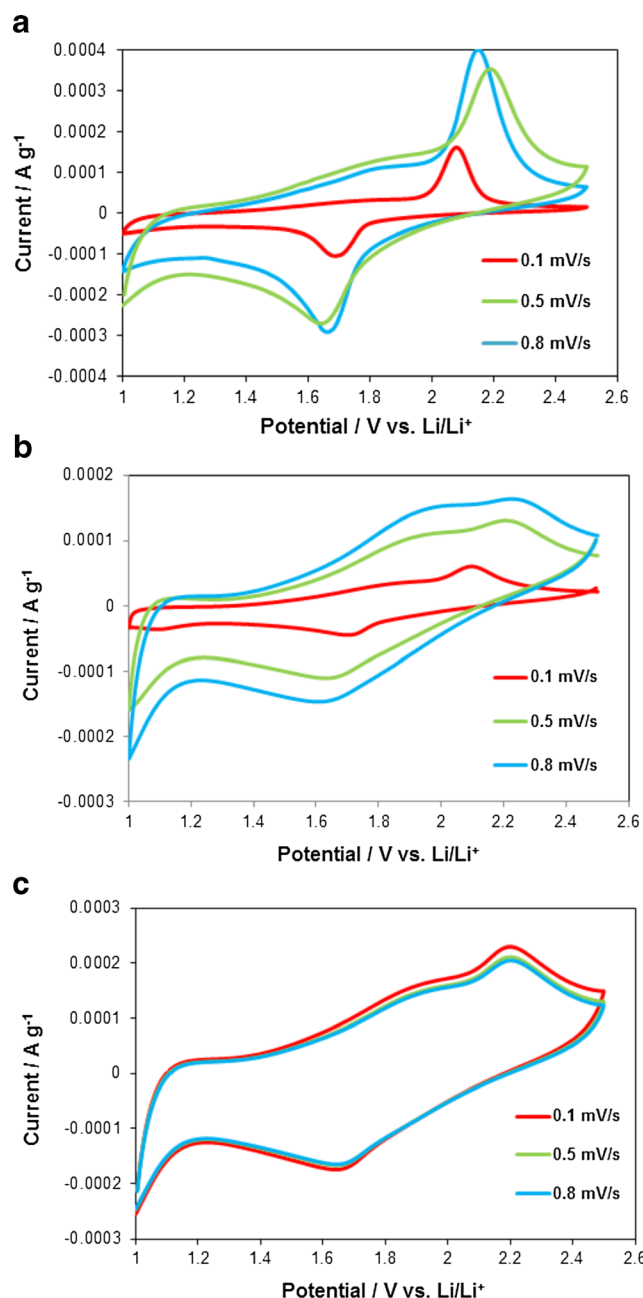 a
0.0004
0.0003
0.0002
0.0001
0
-0.0001
-0.0002
-0.0003
-0.0004
Current / A g-1
0.1 mV/s
0.5 mV/s
0.8 mV/s
1 1.2 1.4 1.6 1.8 2 2.2 2.4 2.6
Potential / V vs. Li/Li+
b
0.0002
0.0001
0
-0.0001
-0.0002
-0.0003
Current / A g-1
0.1 mV/s
0.5 mV/s
0.8 mV/s
1 1.2 1.4 1.6 1.8 2 2.2 2.4 2.6
Potential / V vs. Li/Li+
c
0.0003
0.0002
0.0001
0
-0.0001
-0.0002
-0.0003
Current / A g-1
0.1 mV/s
0.5 mV/s
0.8 mV/s
1 1.2 1.4 1.6 1.8 2 2.2 2.4 2.6
Potential / V vs. Li/Li+